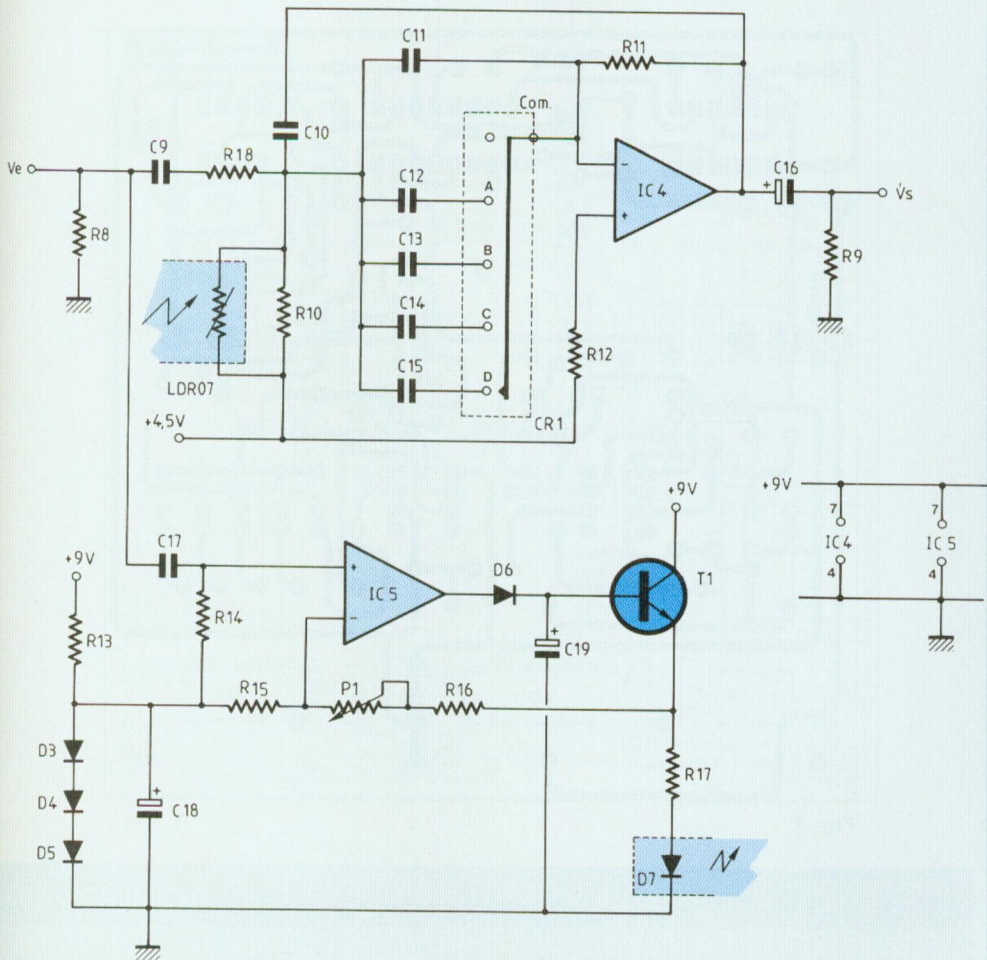 C11
R11
Com.
C10
C9
R18
Ve
C12
A
IC 4
-
+
C16
+
Vs
R8
C13
B
R9
R10
C14
C
R12
C15
D
LDR07
CR1
+4,5V
+9V
+9V
7
7
IC 4
IC 5
4
4
C17
+9V
+
IC 5
-
D6
T1
R14
R13
+
C19
R15
P1
R16
D3
R17
+
C18
D4
D5
D7